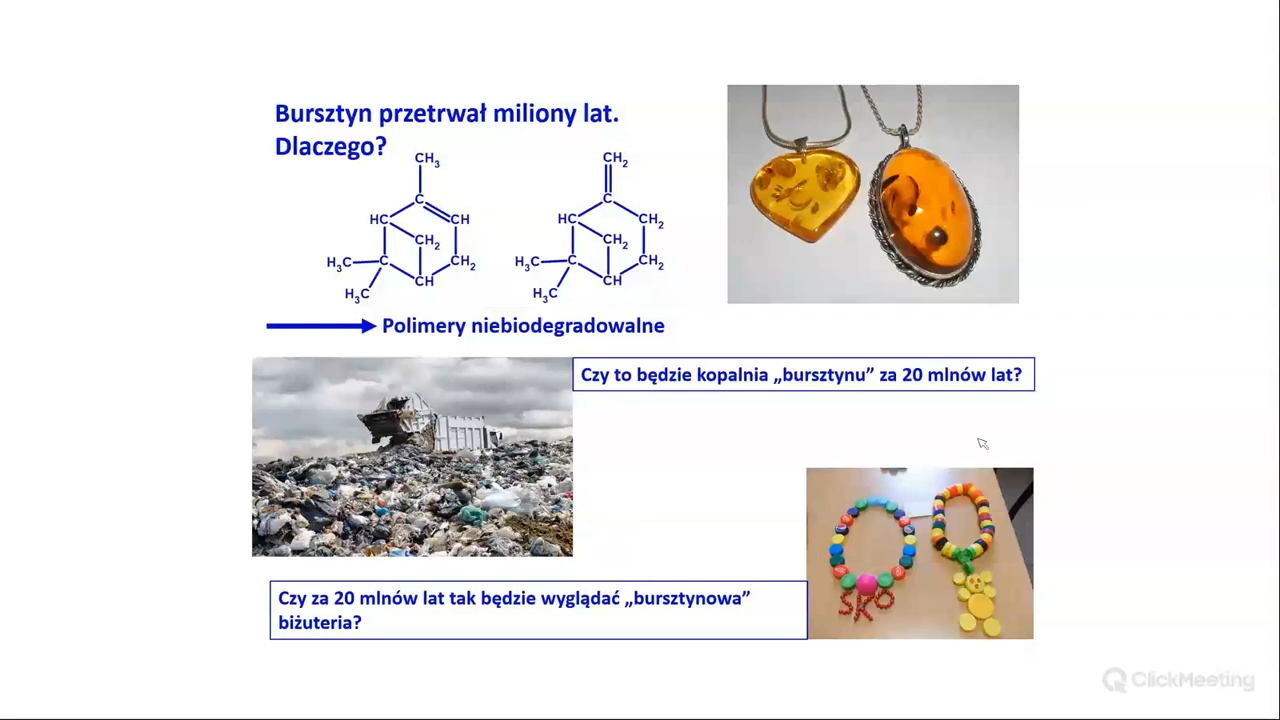 Bursztyn przetrwał miliony lat.
Dlaczego?
CH₃
C
HC
CH
CH₂
H₃C
C
CH₂
CH
H₃C
CH₂
C
HC
CH₂
CH₂
H₃C
C
CH₂
CH
H₃C
Polimery niebiodegradowalne
Czy to będzie kopalnia „bursztynu” za 20 mlnów lat?
SKO
Czy za 20 mlnów lat tak będzie wyglądać „bursztynowa”
biżuteria?
ClickMeeting